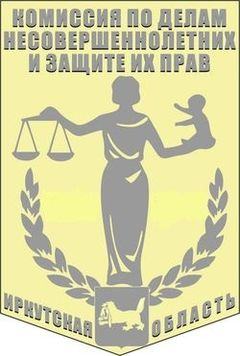 КОМИССИЯ ПО ДЕЛАМ
НЕСОВЕРШЕННОЛЕТНИХ
И ЗАЩИТЕ ИХ ПРАВ
ИРКУТСКАЯ ОБЛАСТЬ